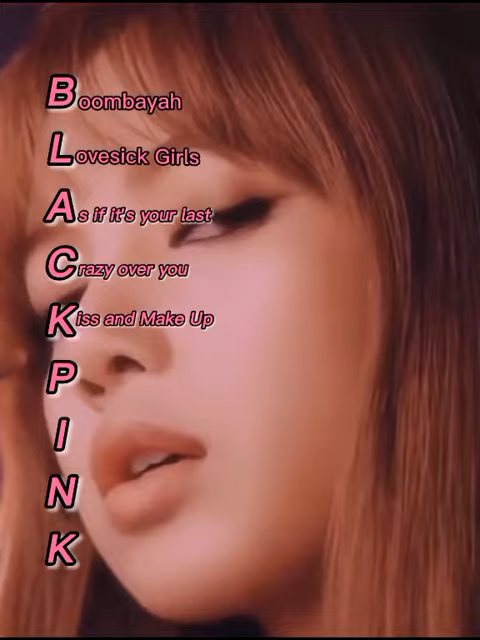 Boombayah
Lovesick Girls
As if it's your last
Crazy over you
Kiss and Make Up
P
I
N
K